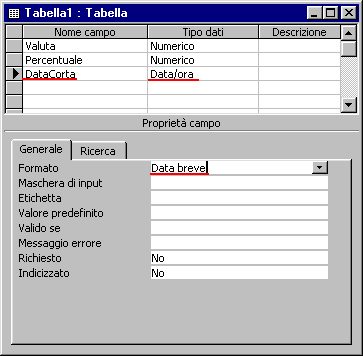 Tabella1 : Tabella
Nome campo Tipo dati Descrizione
Valuta Numerico
Percentuale Numerico
DataCorta Data/ora
Proprietà campo
Generale Ricerca
Formato Data breve
Maschera di input
Etichetta
Valore predefinito
Valido se
Messaggio errore
Richiesto No
Indicizzato No